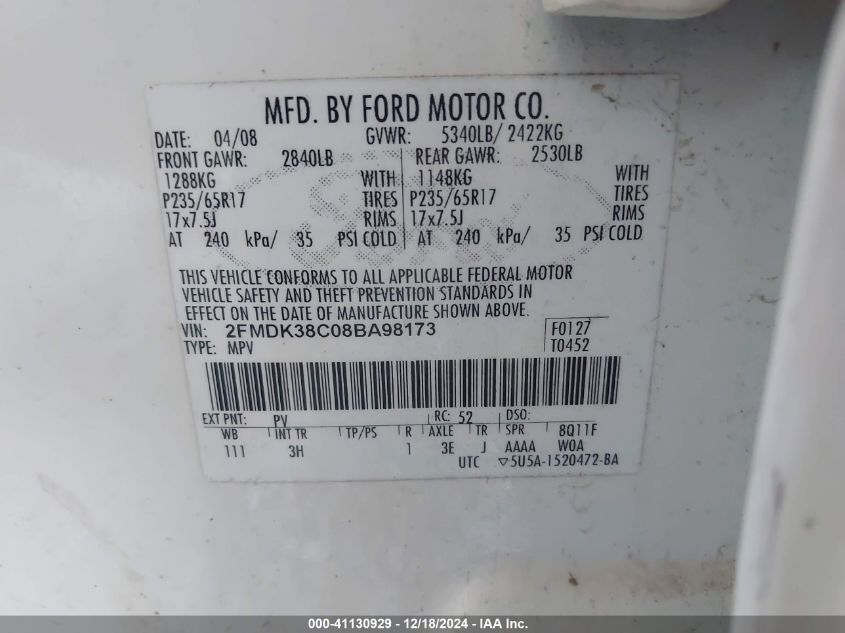 MFD. BY FORD MOTOR CO.
DATE: 04/08 GVWR: 5340LB/ 2422KG
FRONT GAWR: 2840LB REAR GAWR: 2530LB
1288KG WITH 1148KG WITH
P235/65R17 TIRES P235/65R17 TIRES
17x7.5J RIMS 17x7.5J RIMS
AT 240 kPa/ 35 PSI COLD AT 240 kPa/ 35 PSI COLD
THIS VEHICLE CONFORMS TO ALL APPLICABLE FEDERAL MOTOR
VEHICLE SAFETY AND THEFT PREVENTION STANDARDS IN
EFFECT ON THE DATE OF MANUFACTURE SHOWN ABOVE.
VIN: 2FMDK38C08BA98173 F0127
TYPE: MPV T0452
EXT PNT: PV RC: 52 DSO:
WB INT TR TP/PS R AXLE TR SPR 8Q11F
111 3H 1 3E J AAAA W0A
UTC ▽5U5A-1520472-BA
000-41130929 - 12/18/2024 - IAA Inc.